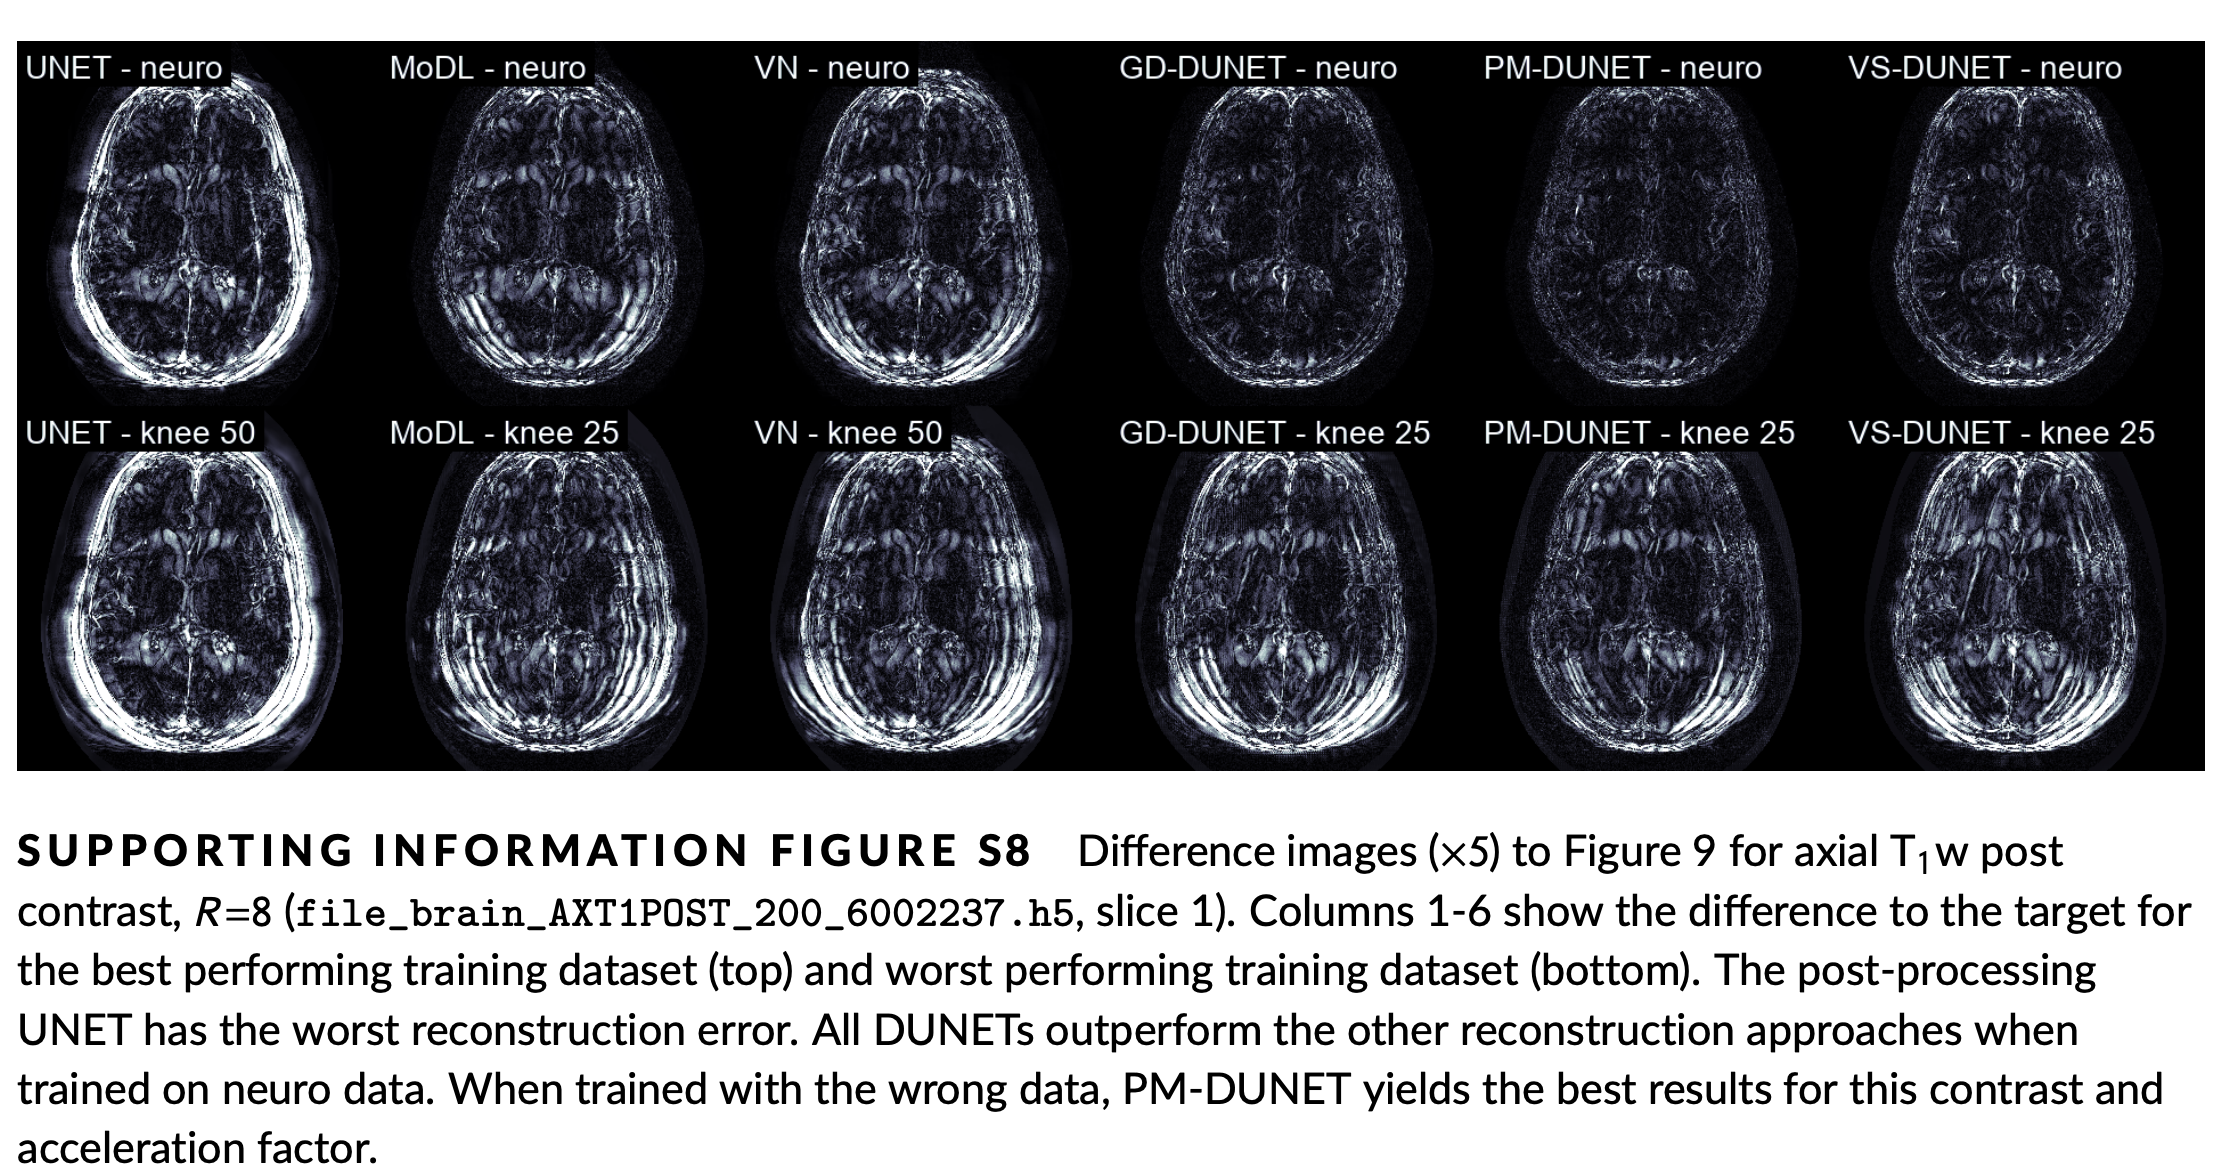 UNET - neuro MoDL - neuro VN - neuro GD-DUNET - neuro PM-DUNET - neuro VS-DUNET - neuro
UNET - knee 50 MoDL - knee 25 VN - knee 50 GD-DUNET - knee 25 PM-DUNET - knee 25 VS-DUNET - knee 25
SUPPORTING INFORMATION FIGURE S8 Difference images (×5) to Figure 9 for axial T₁w post
contrast, R=8 (file_brain_AXT1POST_200_6002237.h5, slice 1). Columns 1-6 show the difference to the target for
the best performing training dataset (top) and worst performing training dataset (bottom). The post-processing
UNET has the worst reconstruction error. All DUNETs outperform the other reconstruction approaches when
trained on neuro data. When trained with the wrong data, PM-DUNET yields the best results for this contrast and
acceleration factor.